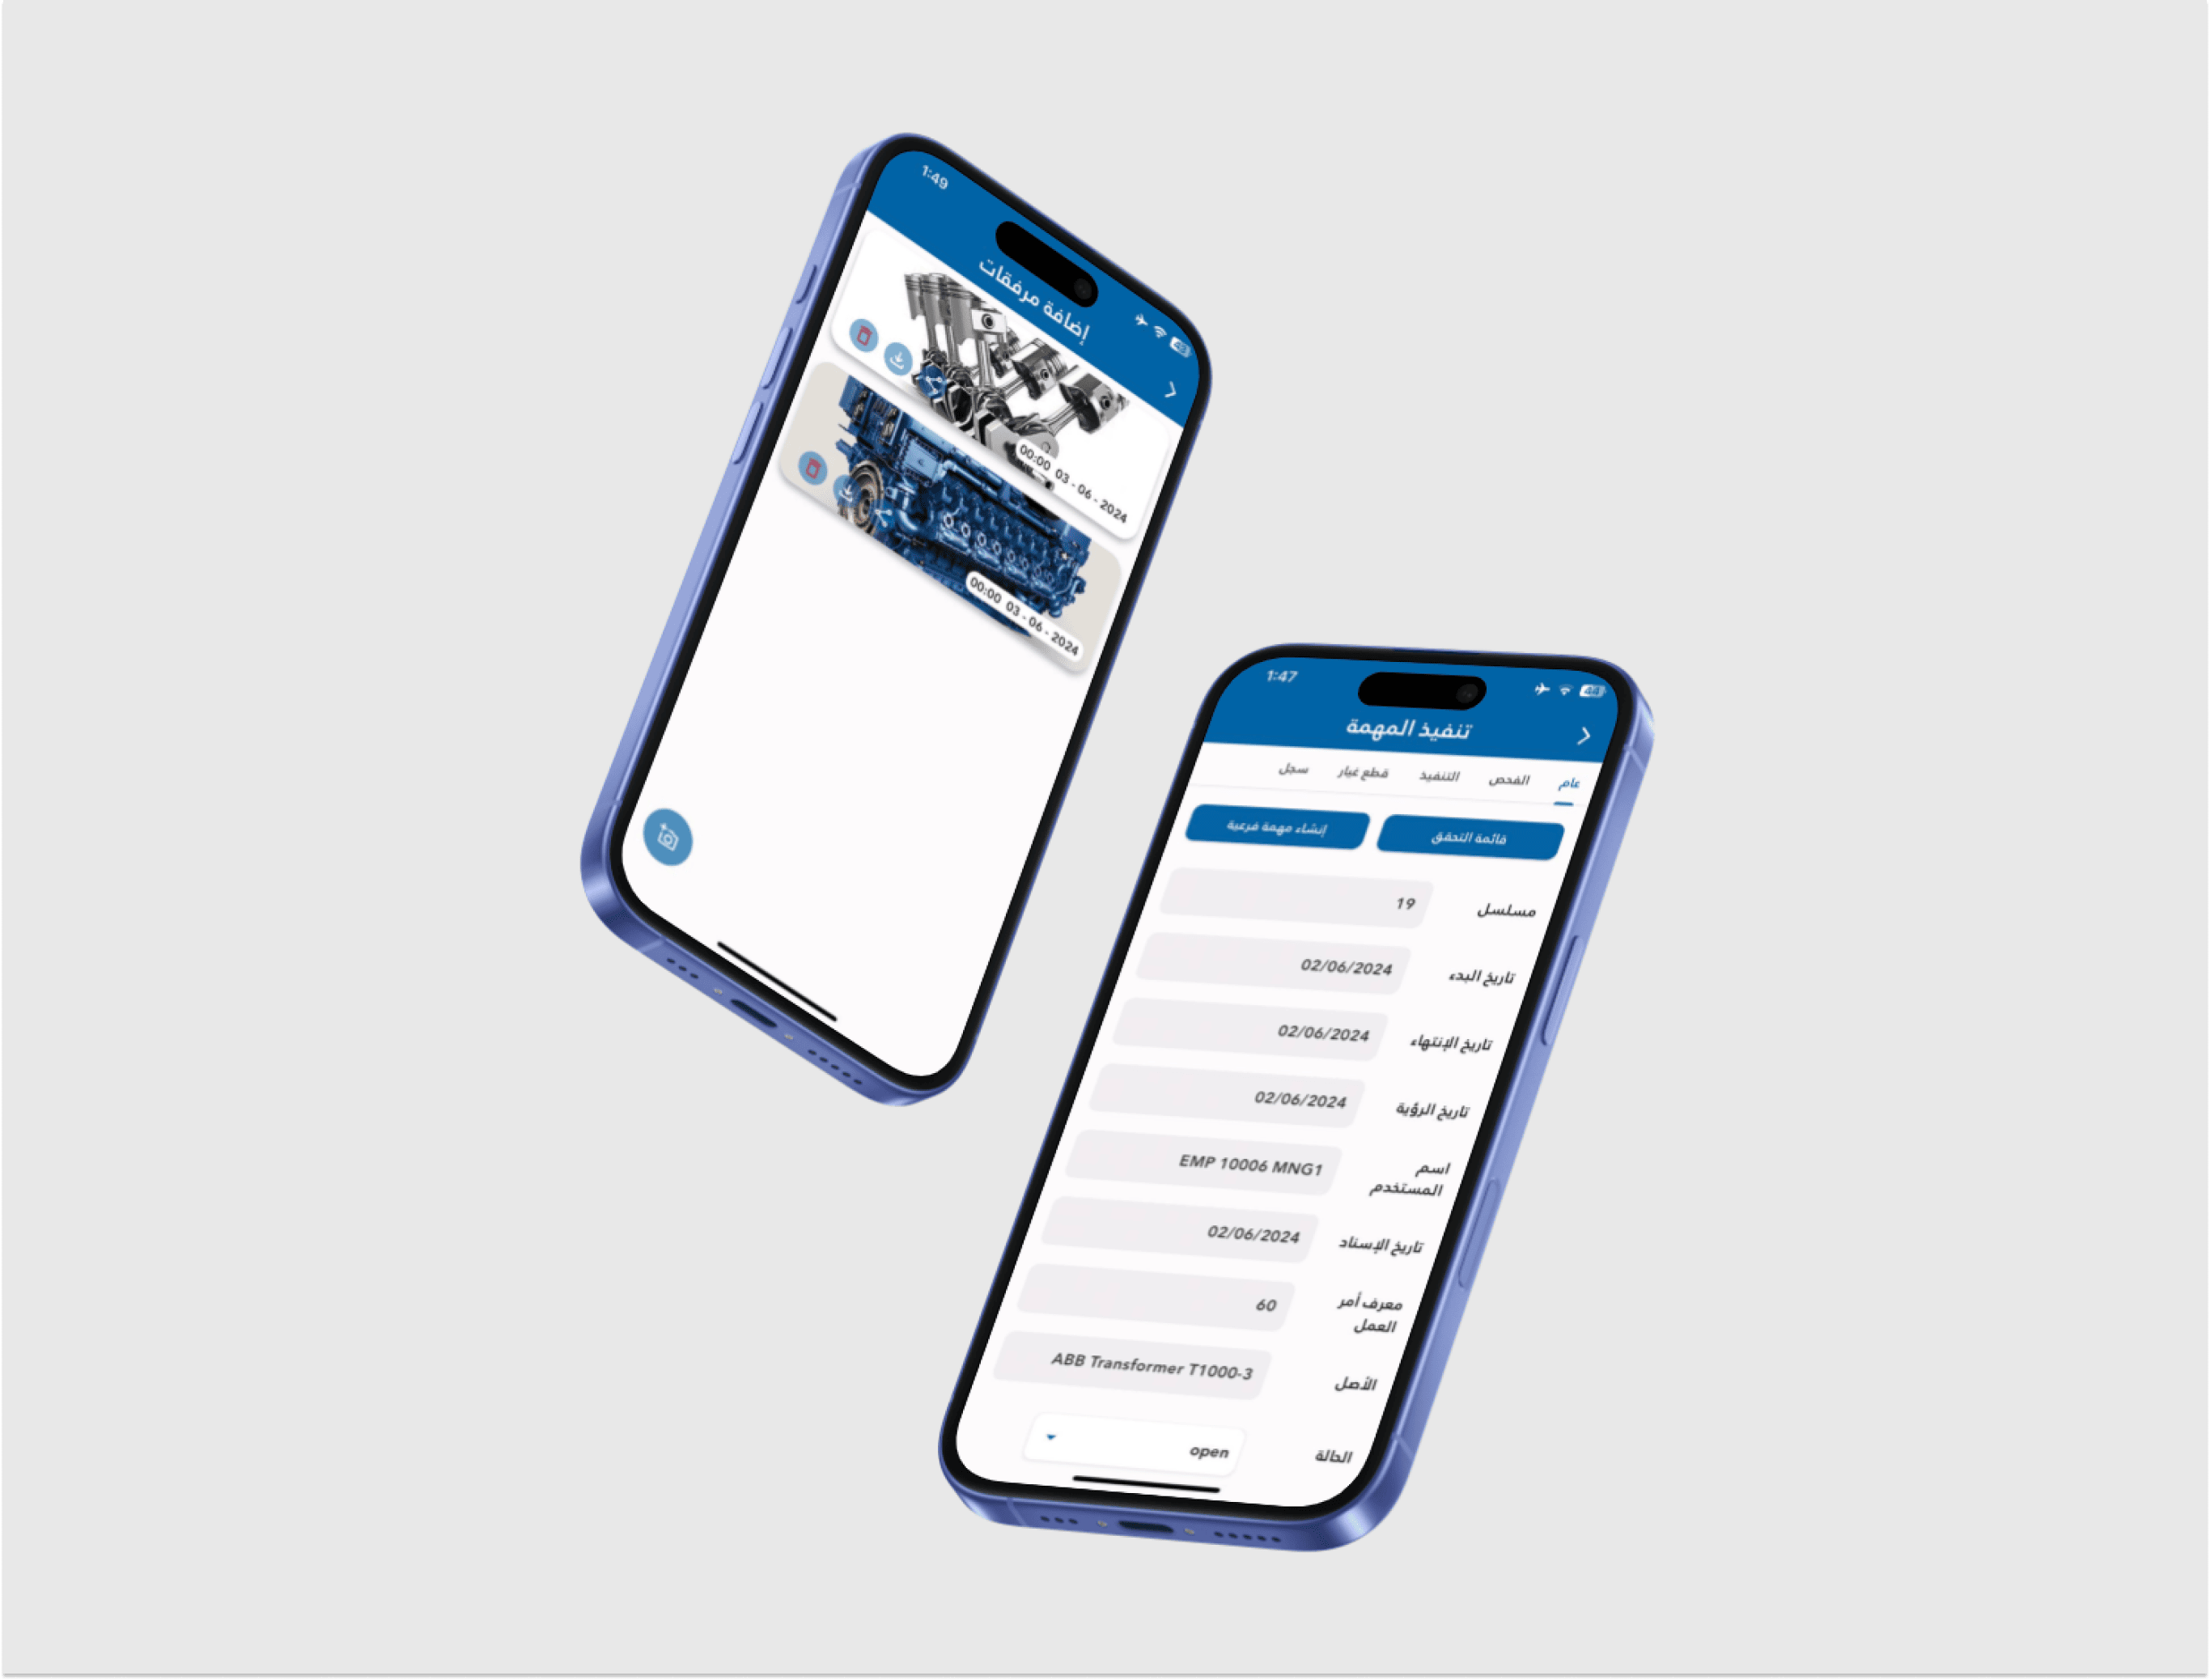 1:49
48
إضافة مرفقات
00:00 03 - 06 - 2024
00:00 03 - 06 - 2024
1:47
44
تنفيذ المهمة
عام الفحص التنفيذ قطع غيار سجل
قائمة التحقق إنشاء مهمة فرعية
مسلسل 19
تاريخ البدء 02/06/2024
تاريخ الإنتهاء 02/06/2024
تاريخ الرؤية 02/06/2024
اسم
المستخدم
EMP 10006 MNG1
تاريخ الإسناد 02/06/2024
معرف أمر
العمل
60
الأصل ABB Transformer T1000-3
الحالة open